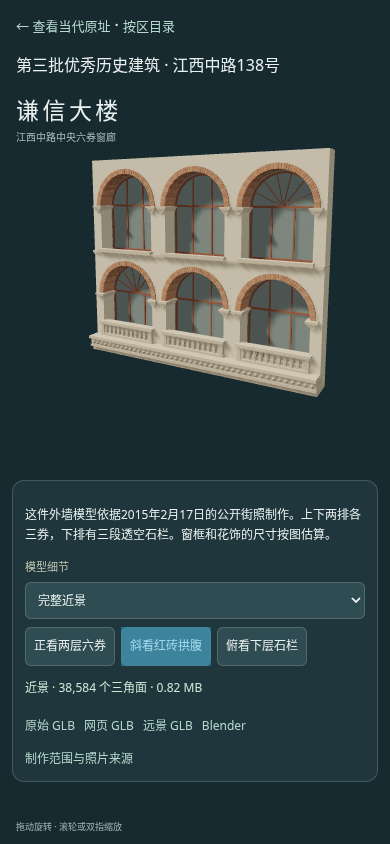 ← 查看当代原址 · 按区目录
第三批优秀历史建筑 · 江西中路138号
谦信大楼
江西中路中央六券窗廊
这件外墙模型依据2015年2月17日的公开街照制作。上下两排各
三券，下排有三段透空石栏。窗框和花饰的尺寸按图估算。
模型细节
完整近景
正看两层六券 斜看红砖拱腹 俯看下层石栏
近景 · 38,584 个三角面 · 0.82 MB
原始 GLB 网页 GLB 远景 GLB Blender
制作范围与照片来源
拖动旋转 · 滚轮或双指缩放